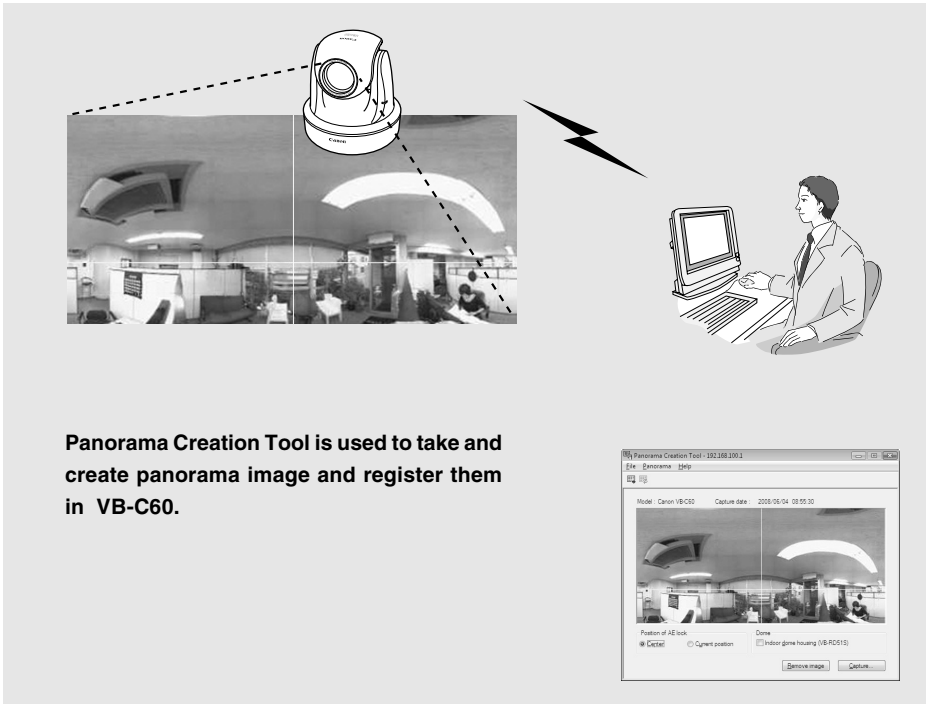 Canon
Panorama Creation Tool is used to take and
create panorama image and register them
in VB-C60.
Panorama Creation Tool - 192.168.100.1
File Panorama Help
Model : Canon VB-C60 Capture date : 2008/06/04 08:55:30
Position of AE lock
Center Current position
Dome
Indoor dome housing (VB-RD51S)
Remove image Capture...